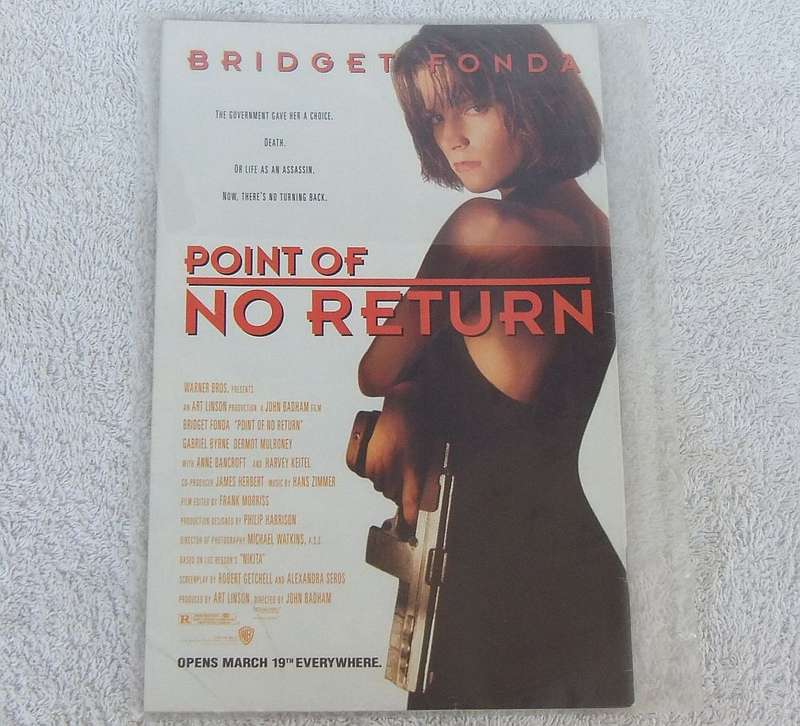 BRIDGET FONDA
THE GOVERNMENT GAVE HER A CHOICE.
DEATH.
OR LIFE AS AN ASSASSIN.
NOW, THERE'S NO TURNING BACK.
POINT OF
NO RETURN
WARNER BROS. PRESENTS
AN ART LINSON PRODUCTION A JOHN BADHAM FILM
BRIDGET FONDA "POINT OF NO RETURN"
GABRIEL BYRNE DERMOT MULRONEY
WITH ANNE BANCROFT AND HARVEY KEITEL
CO-PRODUCER JAMES HERBERT MUSIC BY HANS ZIMMER
FILM EDITED BY FRANK MORRISS
PRODUCTION DESIGNED BY PHILIP HARRISON
DIRECTOR OF PHOTOGRAPHY MICHAEL WATKINS, A.S.C.
BASED ON LUC BESSON'S "NIKITA"
SCREENPLAY BY ROBERT GETCHELL AND ALEXANDRA SEROS
PRODUCED BY ART LINSON DIRECTED BY JOHN BADHAM
R
WB
OPENS MARCH 19TH EVERYWHERE.